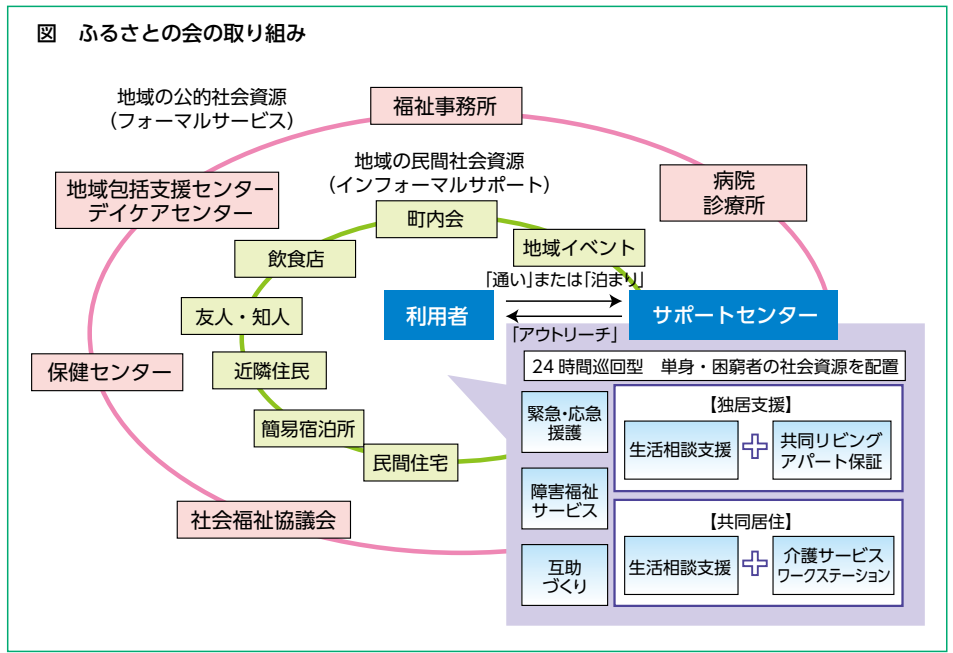 図　ふるさとの会の取り組み
地域の公的社会資源
（フォーマルサービス）
福祉事務所
地域の民間社会資源
（インフォーマルサポート）
病院
診療所
地域包括支援センター
デイケアセンター
町内会
地域イベント
飲食店
「通い」または「泊まり」
友人・知人
利用者
サポートセンター
「アウトリーチ」
保健センター
近隣住民
24時間巡回型　単身・困窮者の社会資源を配置
簡易宿泊所
民間住宅
社会福祉協議会
緊急・応急
援護
障害福祉
サービス
互助
づくり
【独居支援】
生活相談支援
共同リビング
アパート保証
【共同居住】
生活相談支援
介護サービス
ワークステーション